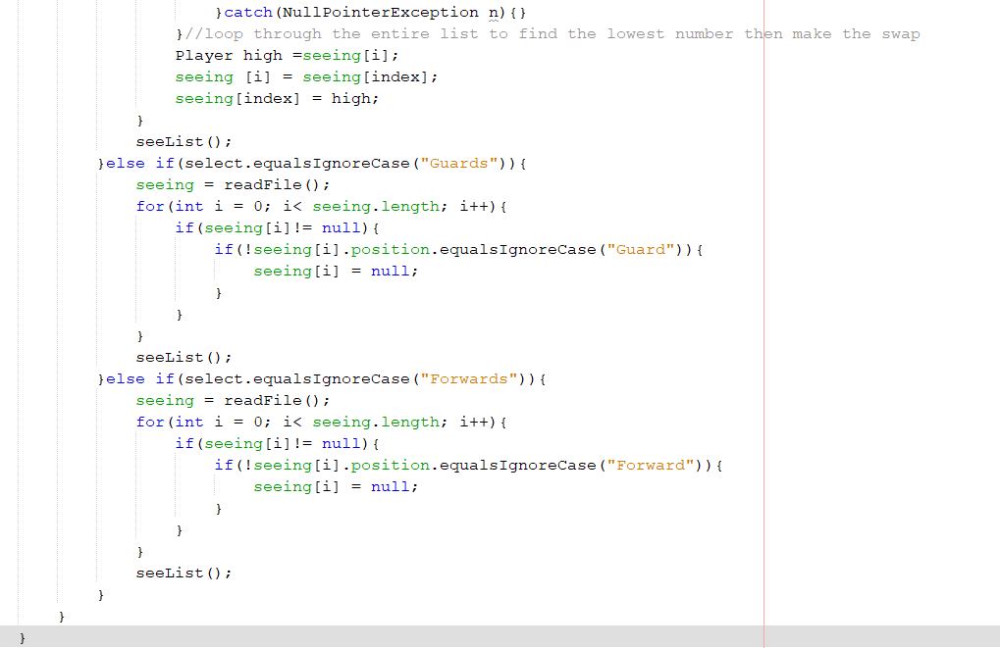 }catch(NullPointerException n){}
}//loop through the entire list to find the lowest number then make the swap
Player high =seeing[i];
seeing [i] = seeing[index];
seeing[index] = high;
}
seeList();
}else if(select.equalsIgnoreCase("Guards")){
seeing = readFile();
for(int i = 0; i< seeing.length; i++){
if(seeing[i]!= null){
if(!seeing[i].position.equalsIgnoreCase("Guard")){
seeing[i] = null;
}
}
}
seeList();
}else if(select.equalsIgnoreCase("Forwards")){
seeing = readFile();
for(int i = 0; i< seeing.length; i++){
if(seeing[i]!= null){
if(!seeing[i].position.equalsIgnoreCase("Forward")){
seeing[i] = null;
}
}
}
seeList();
}
}
}